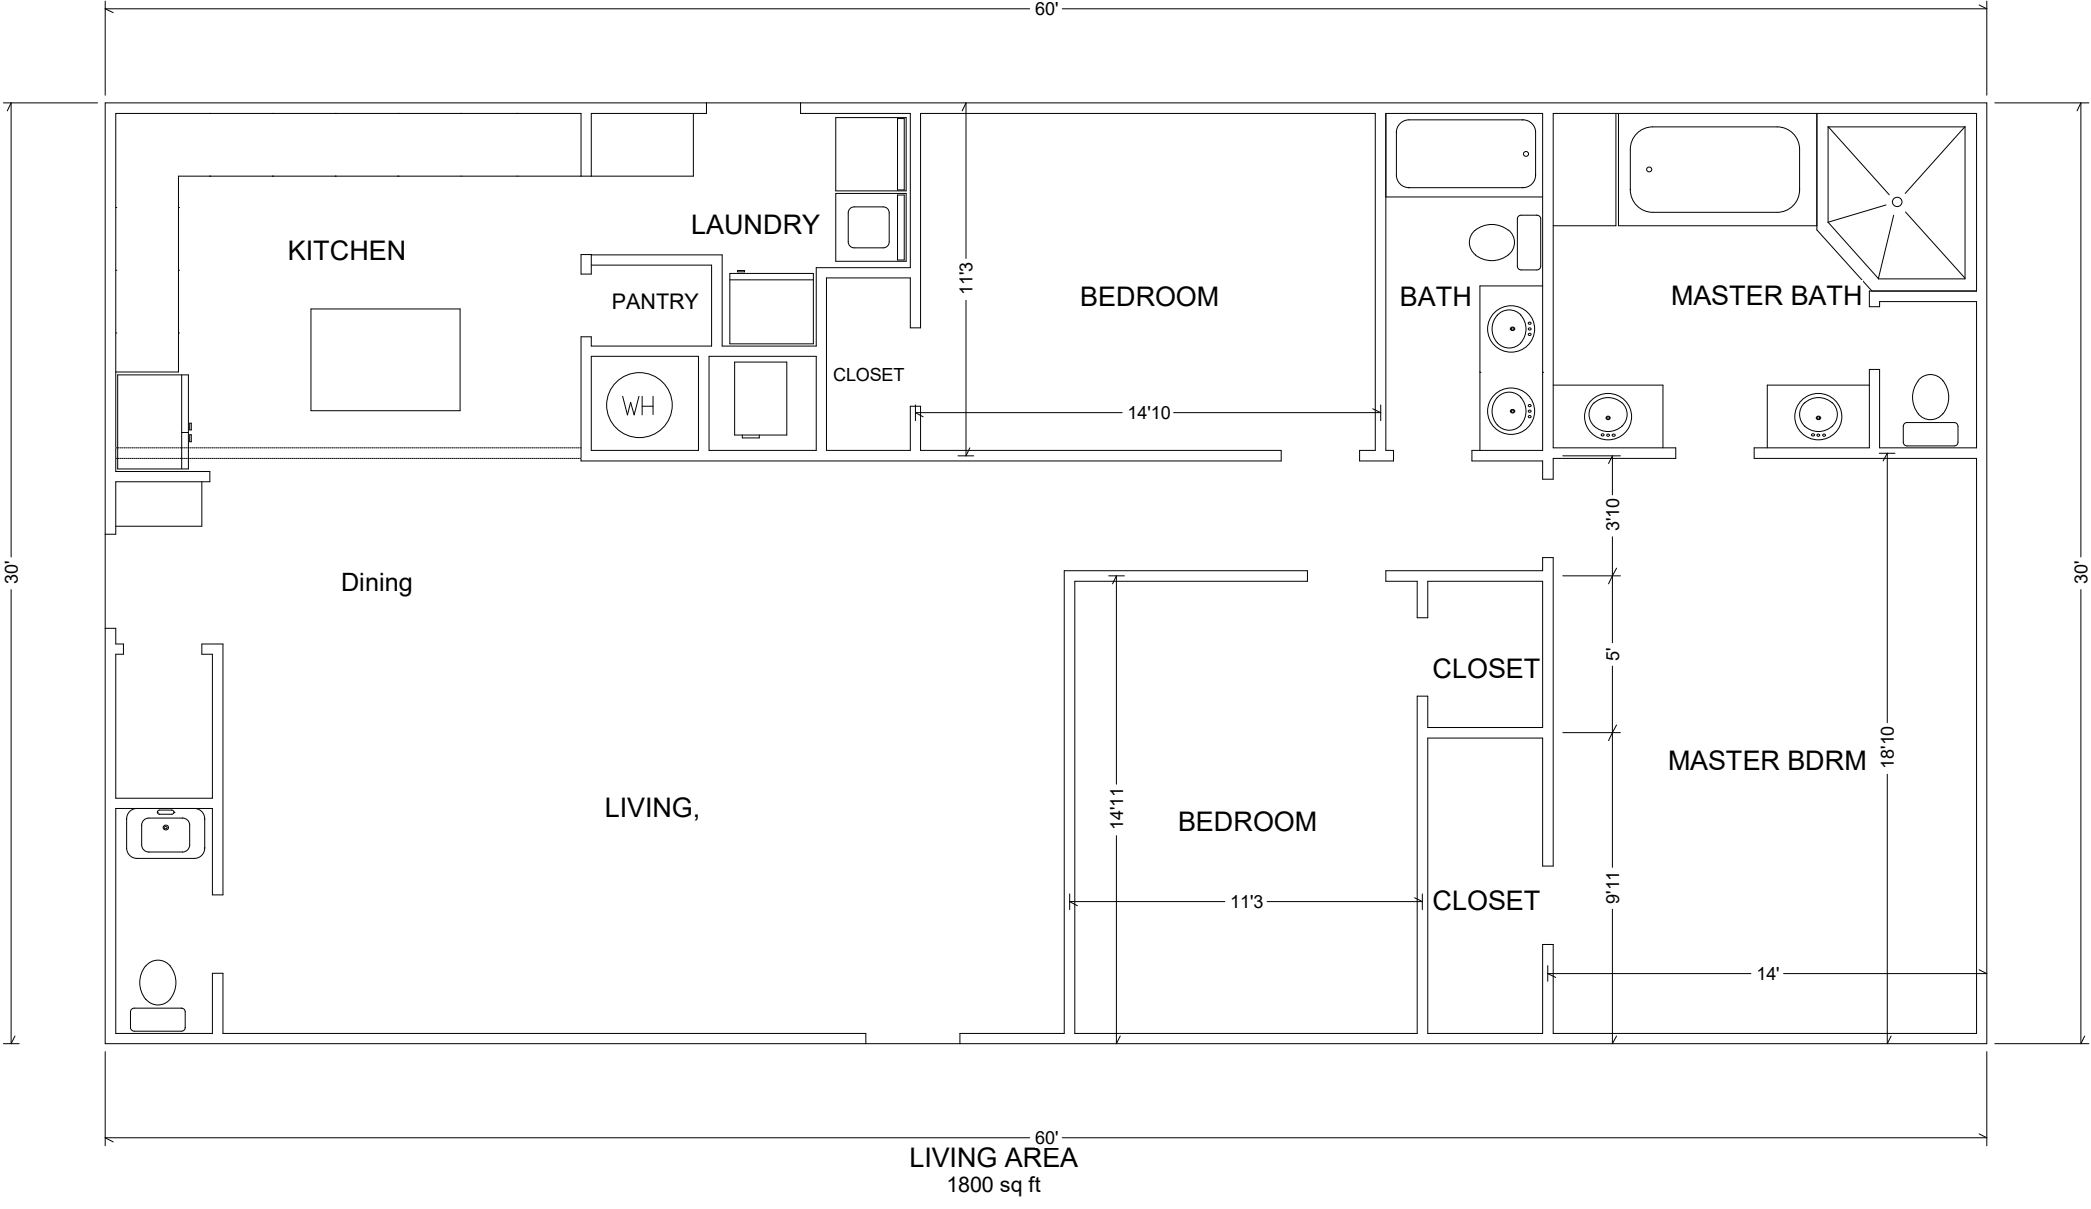 60'
KITCHEN
LAUNDRY
PANTRY
WH
CLOSET
11'3
BEDROOM
14'10
BATH
MASTER BATH
30'
30'
Dining
3'10
5'
CLOSET
18'10
MASTER BDRM
LIVING,
14'11
BEDROOM
11'3
CLOSET
9'11
14'
60'
LIVING AREA
1800 sq ft